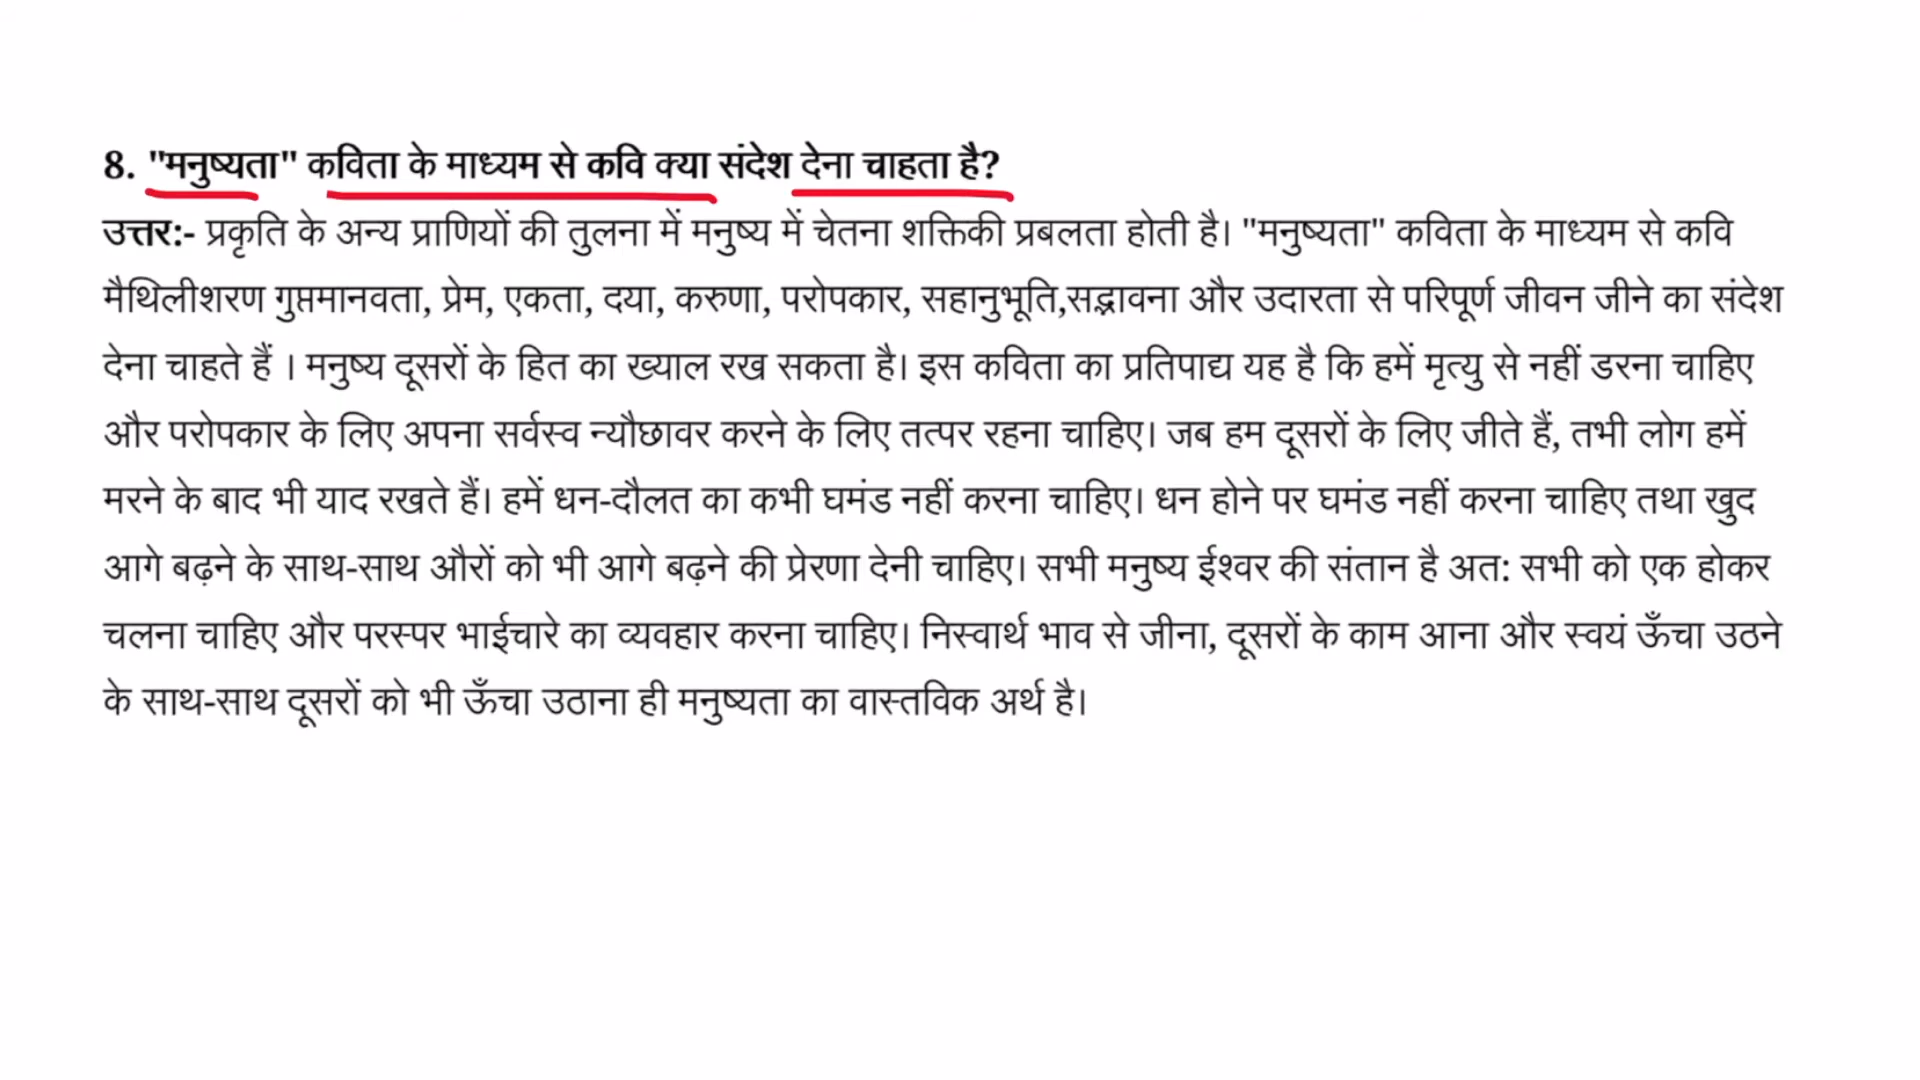 8. "मनुष्यता" कविता के माध्यम से कवि क्या संदेश देना चाहता है?
उत्तर:- प्रकृति के अन्य प्राणियों की तुलना में मनुष्य में चेतना शक्तिकी प्रबलता होती है। "मनुष्यता" कविता के माध्यम से कवि
मैथिलीशरण गुप्तमानवता, प्रेम, एकता, दया, करुणा, परोपकार, सहानुभूति,सद्भावना और उदारता से परिपूर्ण जीवन जीने का संदेश
देना चाहते हैं । मनुष्य दूसरों के हित का ख्याल रख सकता है। इस कविता का प्रतिपाद्य यह है कि हमें मृत्यु से नहीं डरना चाहिए
और परोपकार के लिए अपना सर्वस्व न्यौछावर करने के लिए तत्पर रहना चाहिए। जब हम दूसरों के लिए जीते हैं, तभी लोग हमें
मरने के बाद भी याद रखते हैं। हमें धन-दौलत का कभी घमंड नहीं करना चाहिए। धन होने पर घमंड नहीं करना चाहिए तथा खुद
आगे बढ़ने के साथ-साथ औरों को भी आगे बढ़ने की प्रेरणा देनी चाहिए। सभी मनुष्य ईश्वर की संतान है अत: सभी को एक होकर
चलना चाहिए और परस्पर भाईचारे का व्यवहार करना चाहिए। निस्वार्थ भाव से जीना, दूसरों के काम आना और स्वयं ऊँचा उठने
के साथ-साथ दूसरों को भी ऊँचा उठाना ही मनुष्यता का वास्तविक अर्थ है।